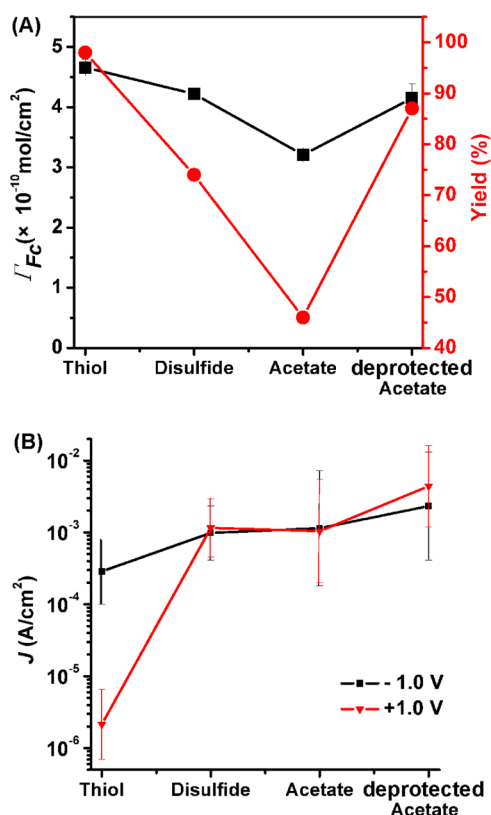 (A)
5
4
3
2
1
0
Γ_Fc(× 10⁻¹⁰mol/cm²)
100
90
80
70
60
50
40
Yield (%)
Thiol Disulfide Acetate deprotected
Acetate
(B)
10⁻²
10⁻³
10⁻⁴
10⁻⁵
10⁻⁶
J (A/cm²)
- 1.0 V
+1.0 V
Thiol Disulfide Acetate deprotected
Acetate